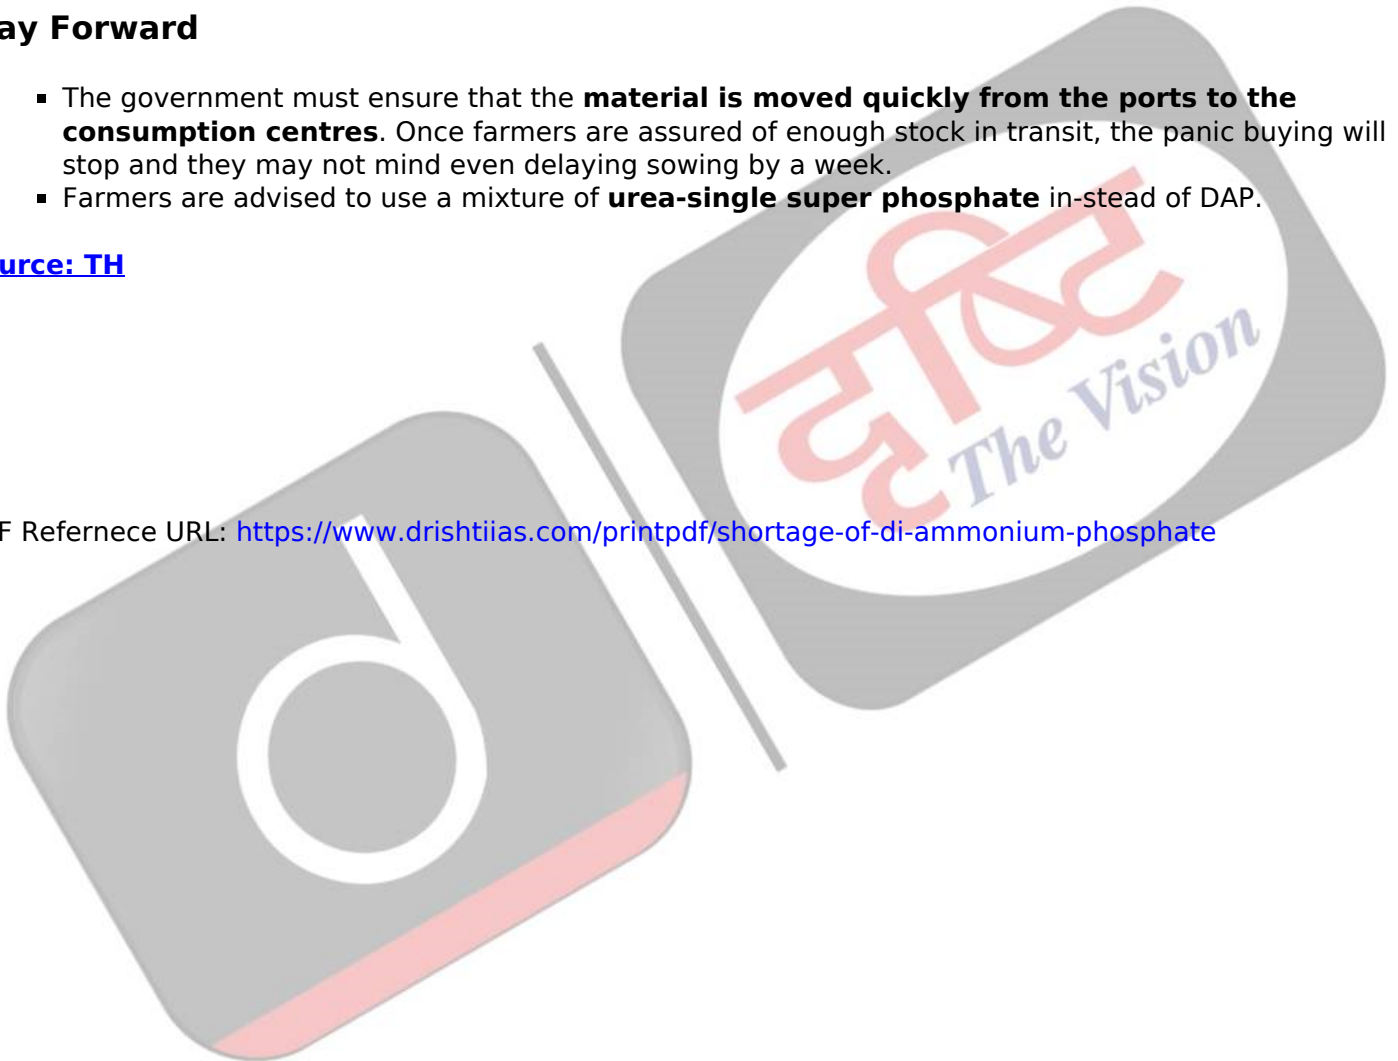 ay Forward
▪ The government must ensure that the material is moved quickly from the ports to the
consumption centres. Once farmers are assured of enough stock in transit, the panic buying will
stop and they may not mind even delaying sowing by a week.
▪ Farmers are advised to use a mixture of urea-single super phosphate in-stead of DAP.
urce: TH
दृष्टि
The Vision
F Refernece URL: https://www.drishtiias.com/printpdf/shortage-of-di-ammonium-phosphate
d